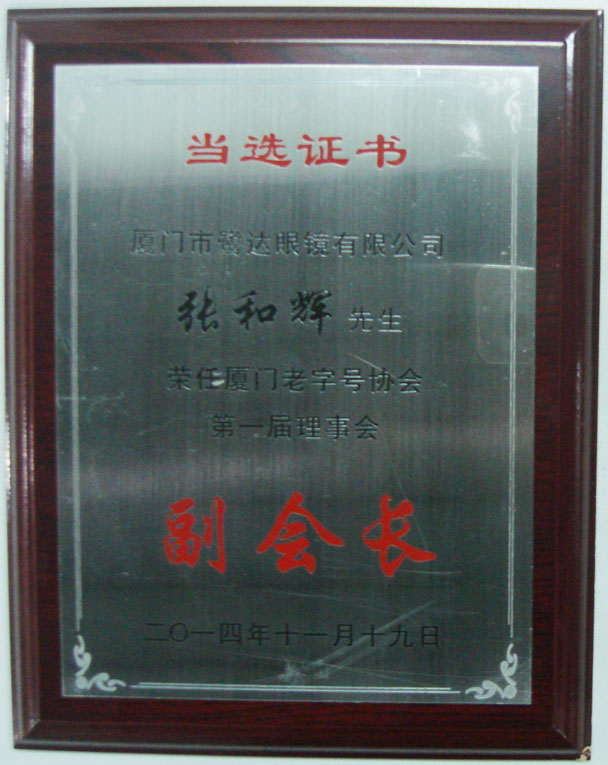 当选证书
厦门市鹭达眼镜有限公司
张和辉 先生
荣任厦门老字号协会
第一届理事会
副会长
二〇一四年十一月十九日